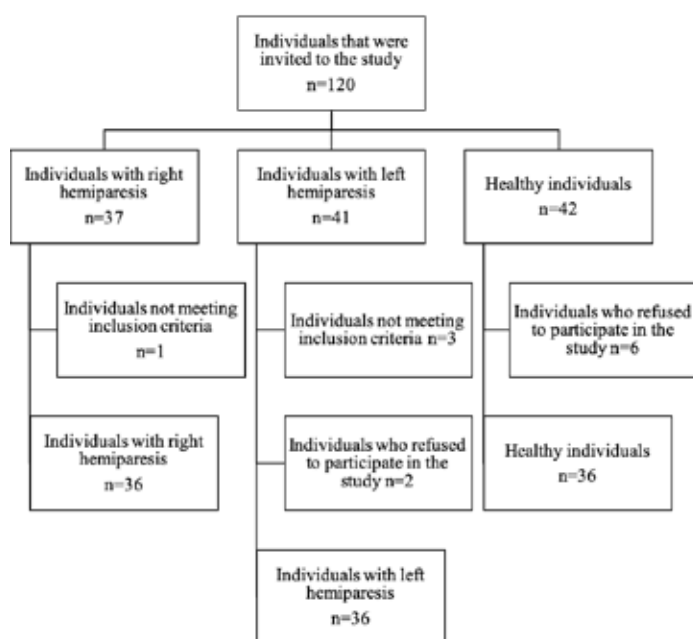 Individuals that were
invited to the study
n=120
Individuals with right
hemiparesis
n=37
Individuals with left
hemiparesis
n=41
Healthy individuals
n=42
Individuals not meeting
inclusion criteria
n=1
Individuals not meeting
inclusion criteria n=3
Individuals who refused
to participate in the
study n=6
Individuals with right
hemiparesis
n=36
Individuals who refused
to participate in the
study n=2
Healthy individuals
n=36
Individuals with left
hemiparesis
n=36